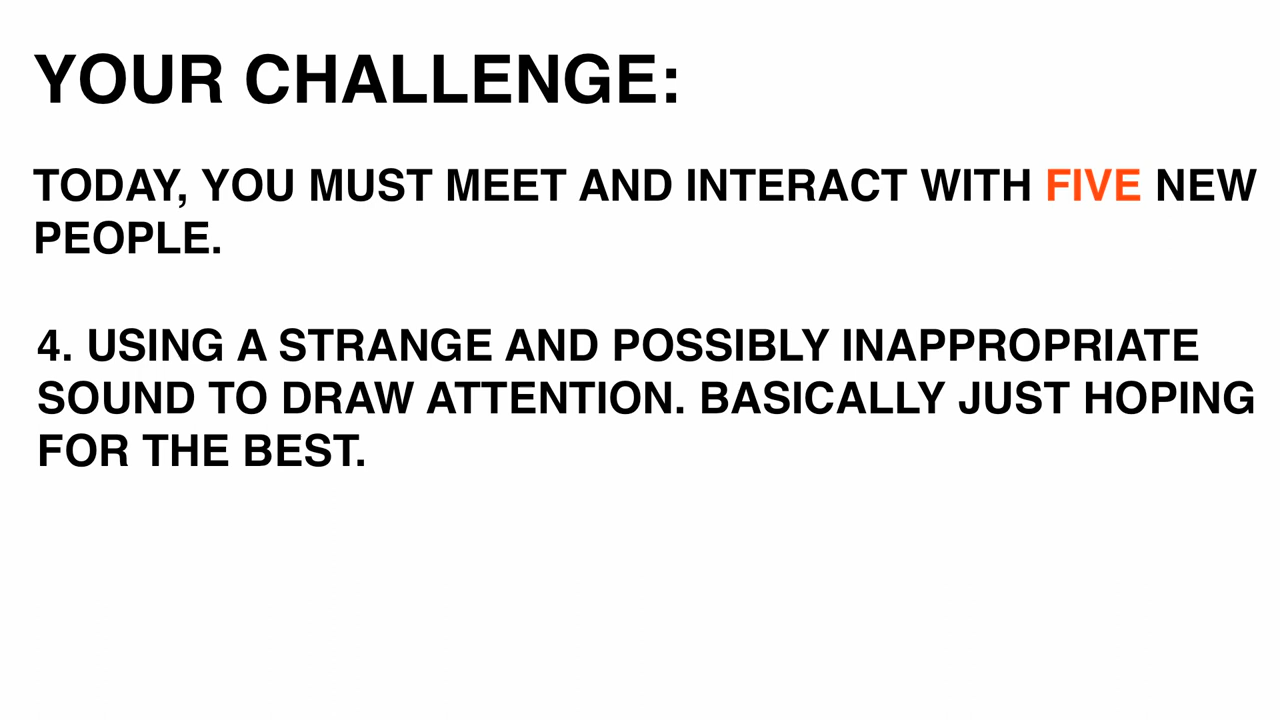 YOUR CHALLENGE:
TODAY, YOU MUST MEET AND INTERACT WITH FIVE NEW
PEOPLE.
4. USING A STRANGE AND POSSIBLY INAPPROPRIATE
SOUND TO DRAW ATTENTION. BASICALLY JUST HOPING
FOR THE BEST.